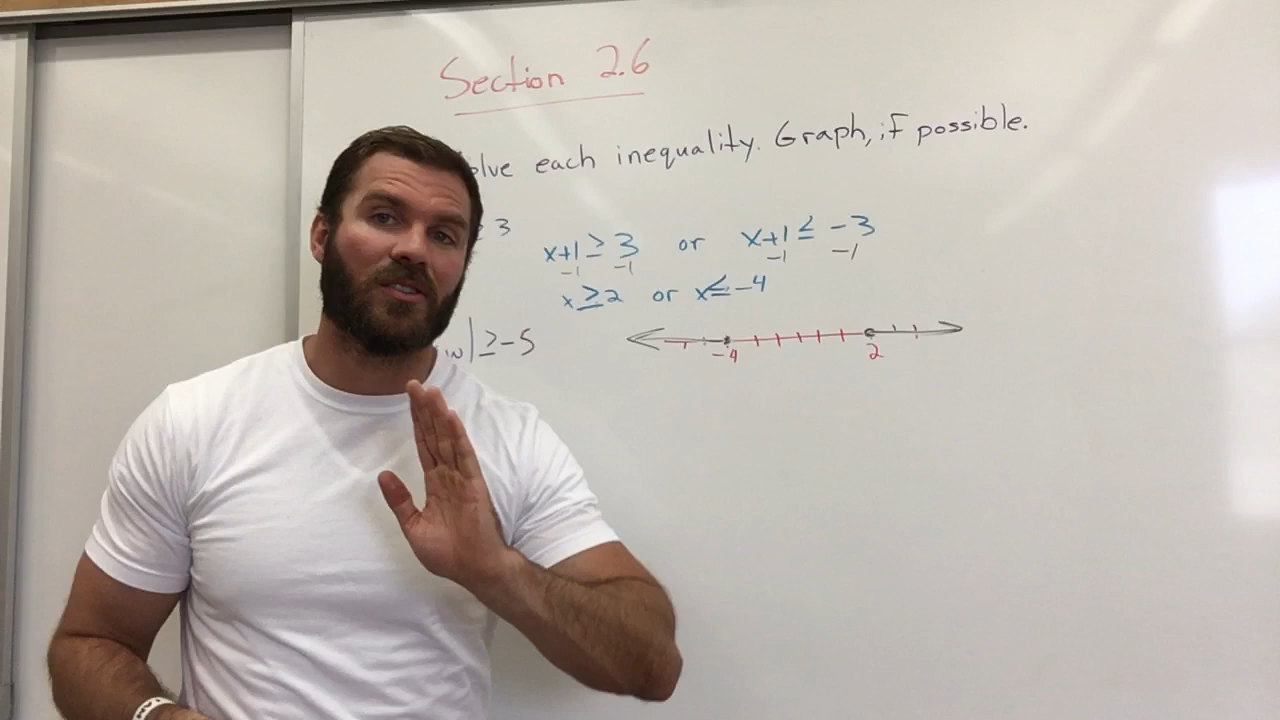 Section 2.6
olve each inequality. Graph, if possible.
≥ 3
x+1 ≥ 3 or x+1 ≤ -3
-1 -1 -1 -1
x ≥ 2 or x ≤ -4
w| ≥ -5
-4 2